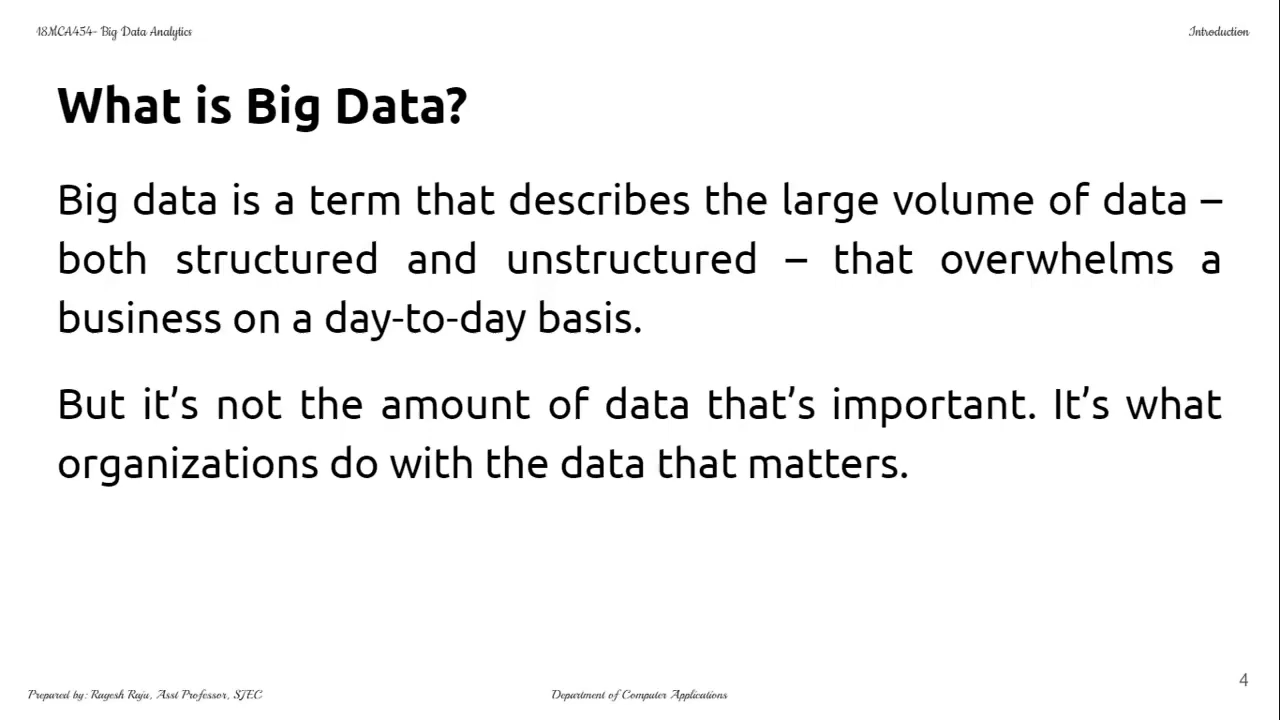 18MCA454- Big Data Analytics
Introduction
What is Big Data?
Big data is a term that describes the large volume of data –
both structured and unstructured – that overwhelms a
business on a day-to-day basis.
But it’s not the amount of data that’s important. It’s what
organizations do with the data that matters.
4
Prepared by: Ragesh Raju, Asst Professor, SJEC
Department of Computer Applications